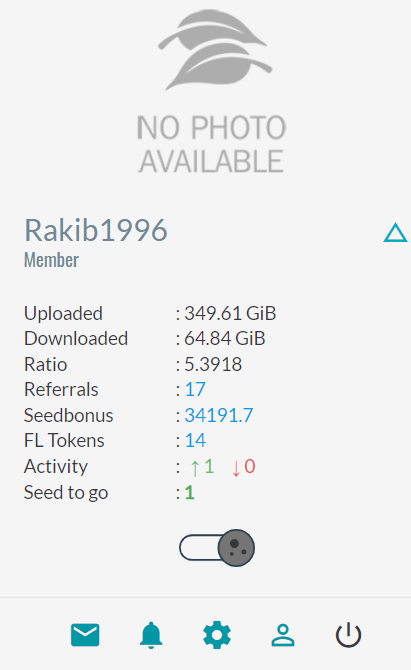 NO PHOTO
AVAILABLE
Rakib1996
Member
Uploaded : 349.61 GiB
Downloaded : 64.84 GiB
Ratio : 5.3918
Referrals : 17
Seedbonus : 34191.7
FL Tokens : 14
Activity : ↑ 1 ↓ 0
Seed to go : 1